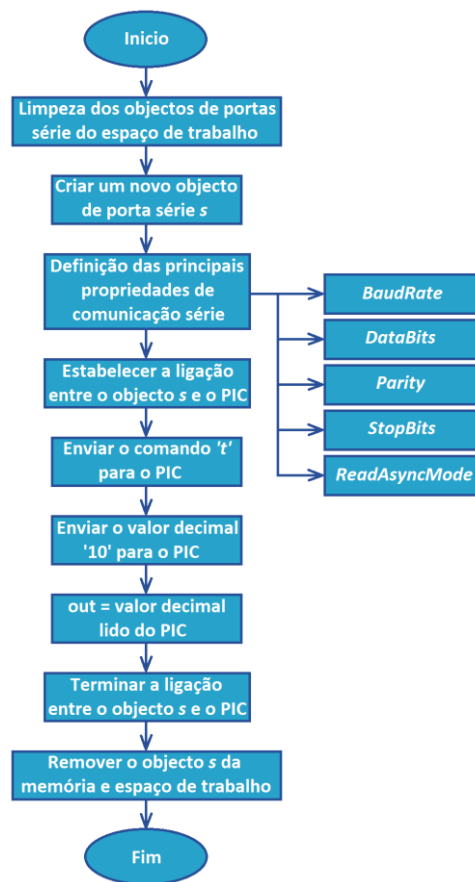 Inicio
Limpeza dos objectos de portas
série do espaço de trabalho
Criar um novo objecto
de porta série s
Definição das principais
propriedades de
comunicação série
BaudRate
DataBits
Parity
StopBits
ReadAsyncMode
Estabelecer a ligação
entre o objecto s e o PIC
Enviar o comando 't'
para o PIC
Enviar o valor decimal
'10' para o PIC
out = valor decimal
lido do PIC
Terminar a ligação
entre o objecto s e o PIC
Remover o objecto s da
memória e espaço de trabalho
Fim